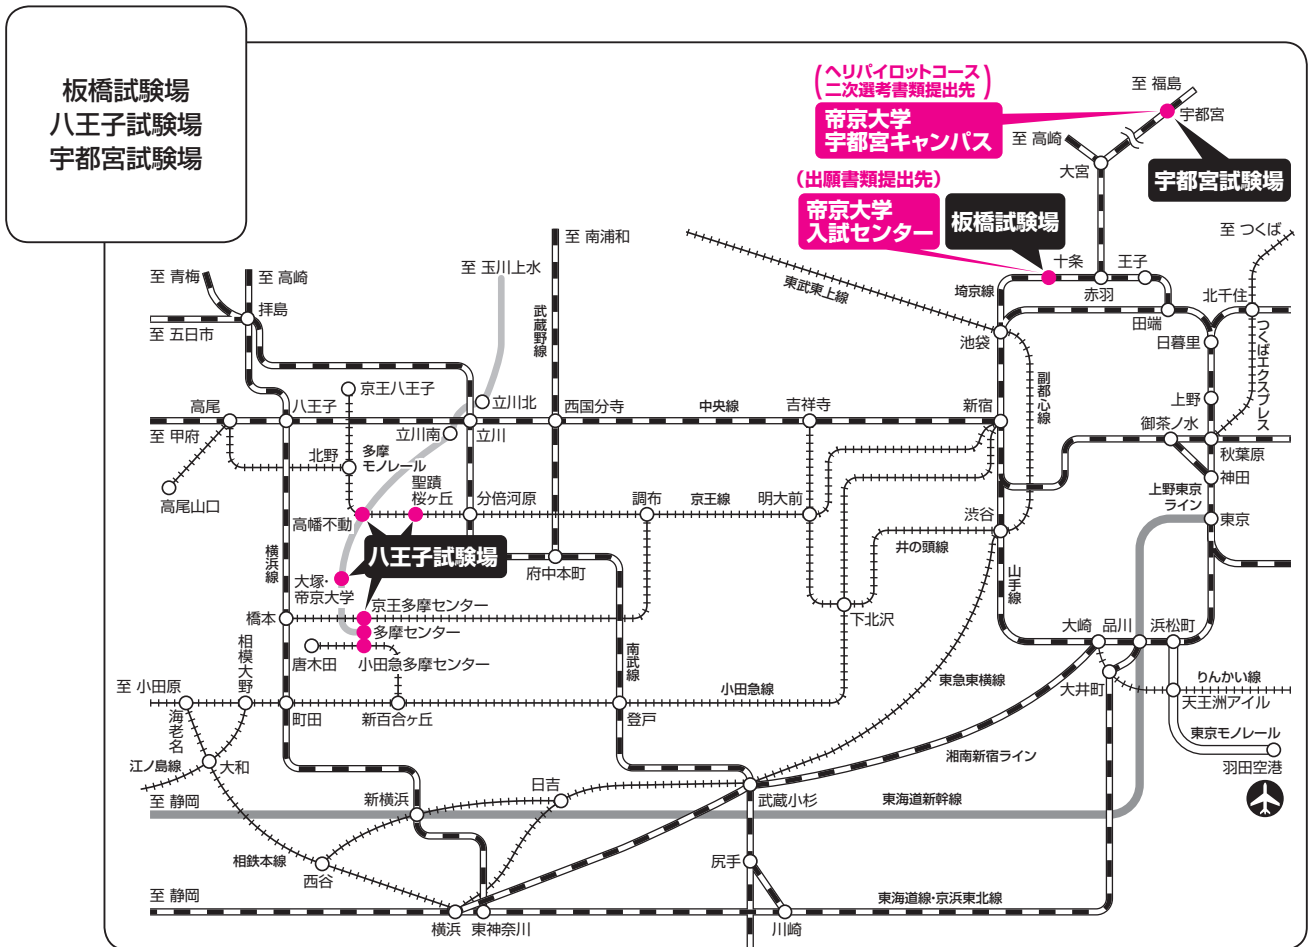 板橋試験場
八王子試験場
宇都宮試験場
(ヘリパイロットコース
二次選考書類提出先)
帝京大学
宇都宮キャンパス
至 福島
宇都宮
至 高崎
大宮
宇都宮試験場
(出願書類提出先)
帝京大学
入試センター
板橋試験場
至 つくば
十条
王子
赤羽
埼京線
東武東上線
北千住
田端
日暮里
池袋
つくばエクスプレス
副都心線
上野
至 南浦和
至 玉川上水
至 青梅
至 高崎
拝島
至 五日市
武蔵野線
京王八王子
立川北
高尾
八王子
西国分寺
中央線
吉祥寺
新宿
御茶ノ水
至 甲府
立川南
立川
秋葉原
北野
多摩
モノレール
神田
高尾山口
聖蹟
桜ヶ丘
分倍河原
調布
京王線
明大前
上野東京
ライン
高幡不動
渋谷
東京
八王子試験場
横浜線
井の頭線
府中本町
大塚・
帝京大学
山手線
京王多摩センター
橋本
下北沢
多摩センター
大崎
品川
浜松町
相模大野
唐木田
小田急多摩センター
南武線
東急東横線
大井町
りんかい線
至 小田原
小田急線
天王洲アイル
海老名
町田
新百合ヶ丘
登戸
東京モノレール
江ノ島線
大和
湘南新宿ライン
羽田空港
至 静岡
新横浜
日吉
武蔵小杉
東海道新幹線
相鉄本線
西谷
尻手
至 静岡
東海道線・京浜東北線
横浜
東神奈川
川崎